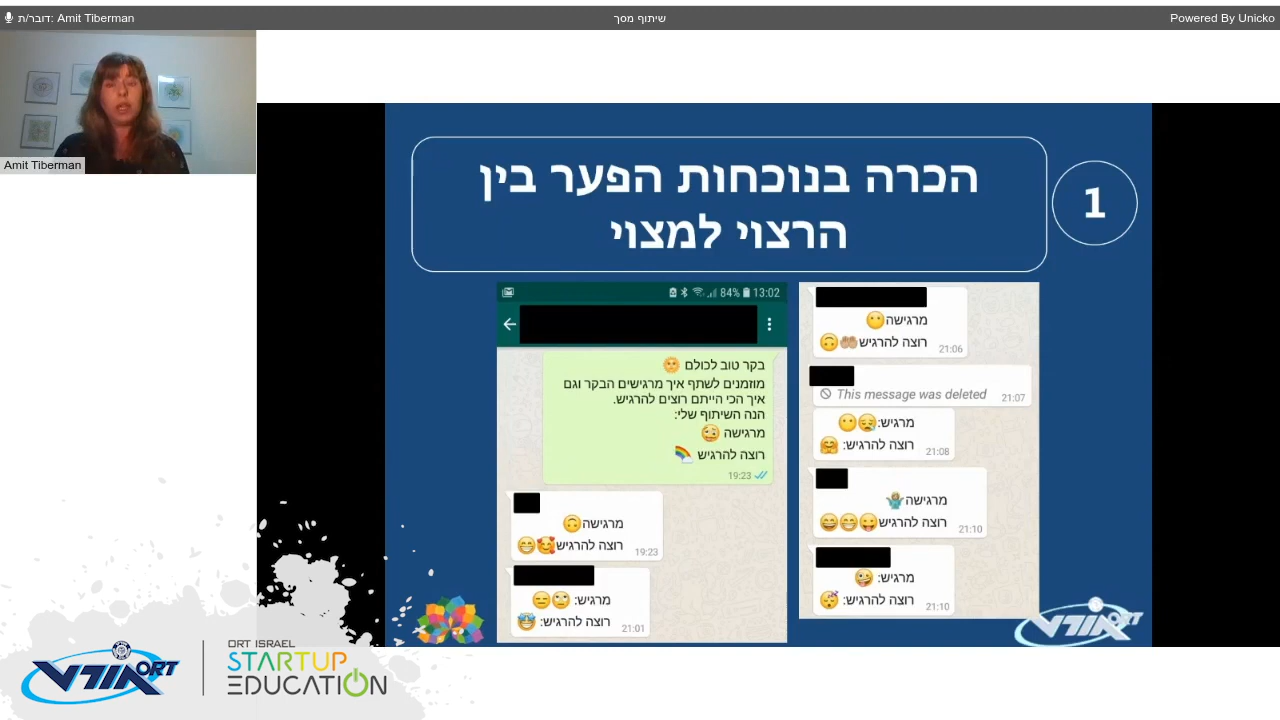 דובר/ת: Amit Tiberman
שיתוף מסך
Powered By Unicko
Amit Tiberman
1
הכרה בנוכחות הפער בין
הרצוי למצוי
84% 13:02
בקר טוב לכולם
מוזמנים לשתף איך מרגישים הבקר וגם
איך הכי הייתם רוצים להרגיש.
הנה השיתוף שלי:
מרגישה
רוצה להרגיש
19:23
מרגישה
רוצה להרגיש
19:23
מרגיש:
רוצה להרגיש:
21:01
מרגישה
רוצה להרגיש
21:06
This message was deleted
21:07
מרגיש:
רוצה להרגיש:
21:08
מרגישה
רוצה להרגיש
21:10
מרגיש:
רוצה להרגיש:
21:10
אורט
אורט ORT
ORT ISRAEL
STARTUP
EDUCATION